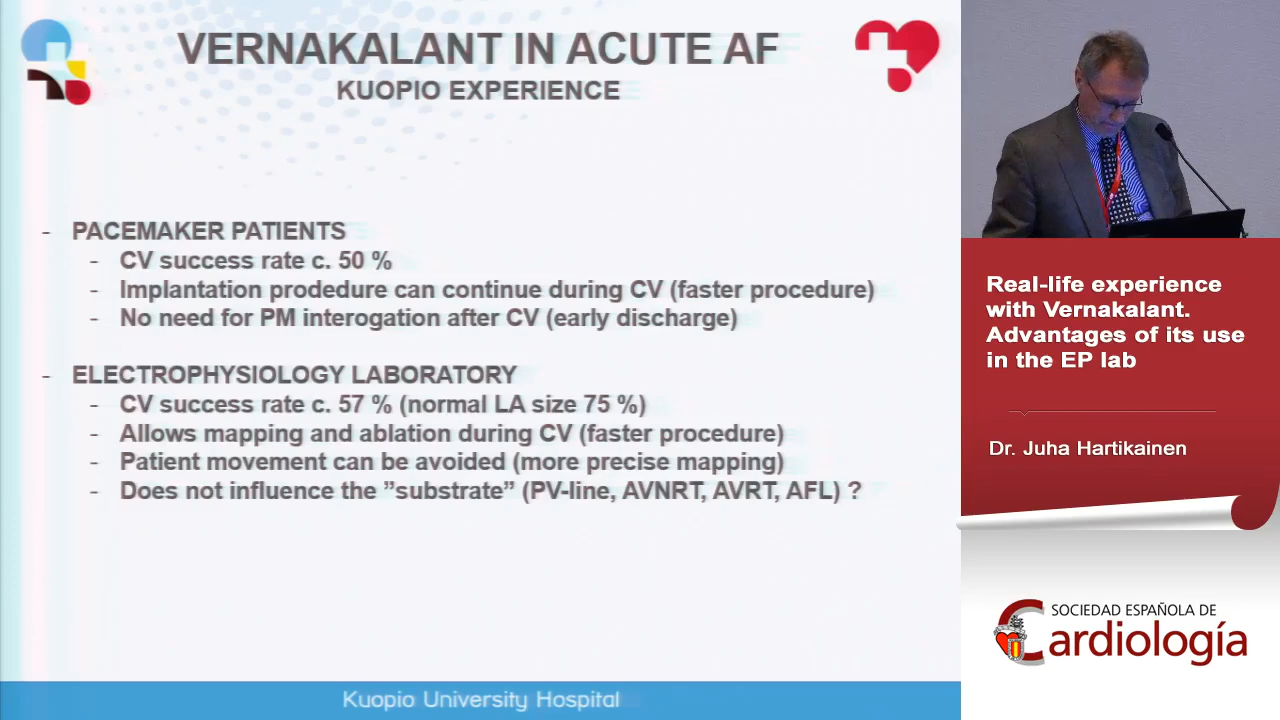 VERNAKALANT IN ACUTE AF
KUOPIO EXPERIENCE
- PACEMAKER PATIENTS
- CV success rate c. 50 %
- Implantation prodedure can continue during CV (faster procedure)
- No need for PM interogation after CV (early discharge)
- ELECTROPHYSIOLOGY LABORATORY
- CV success rate c. 57 % (normal LA size 75 %)
- Allows mapping and ablation during CV (faster procedure)
- Patient movement can be avoided (more precise mapping)
- Does not influence the ”substrate” (PV-line, AVNRT, AVRT, AFL) ?
Kuopio University Hospital
Real-life experience
with Vernakalant.
Advantages of its use
in the EP lab
Dr. Juha Hartikainen
SOCIEDAD ESPAÑOLA DE
Cardiología